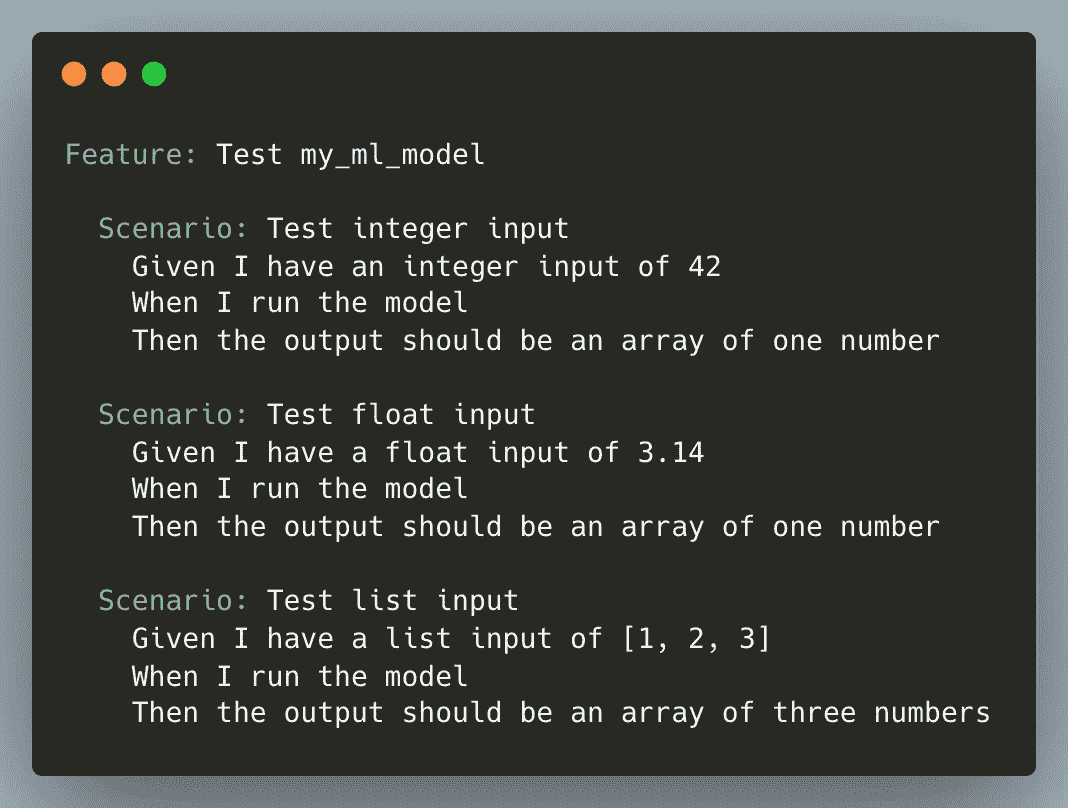 Feature: Test my_ml_model
Scenario: Test integer input
Given I have an integer input of 42
When I run the model
Then the output should be an array of one number
Scenario: Test float input
Given I have a float input of 3.14
When I run the model
Then the output should be an array of one number
Scenario: Test list input
Given I have a list input of [1, 2, 3]
When I run the model
Then the output should be an array of three numbers